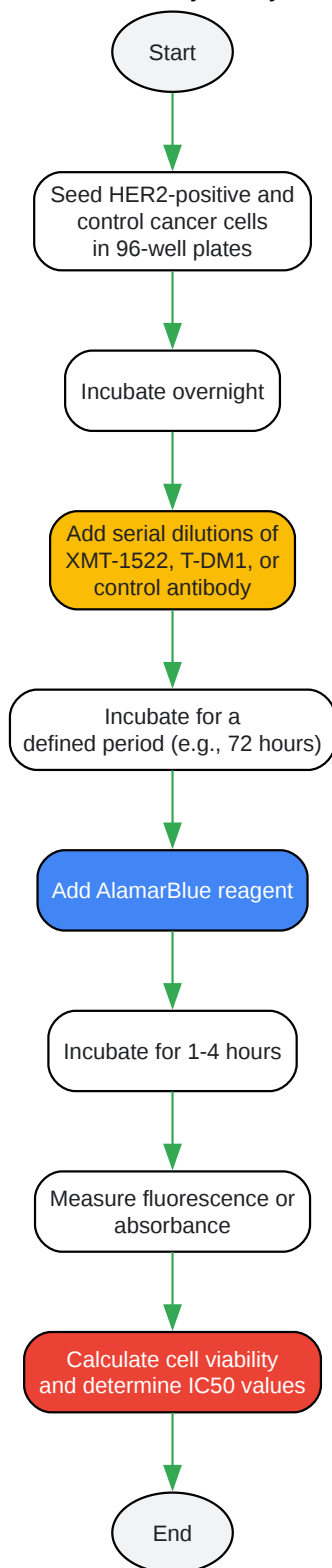 Start
Seed HER2-positive and
control cancer cells
in 96-well plates
Incubate overnight
Add serial dilutions of
XMT-1522, T-DM1, or
control antibody
Incubate for a
defined period (e.g., 72 hours)
Add AlamarBlue reagent
Incubate for 1-4 hours
Measure fluorescence or
absorbance
Calculate cell viability
and determine IC50 values
End